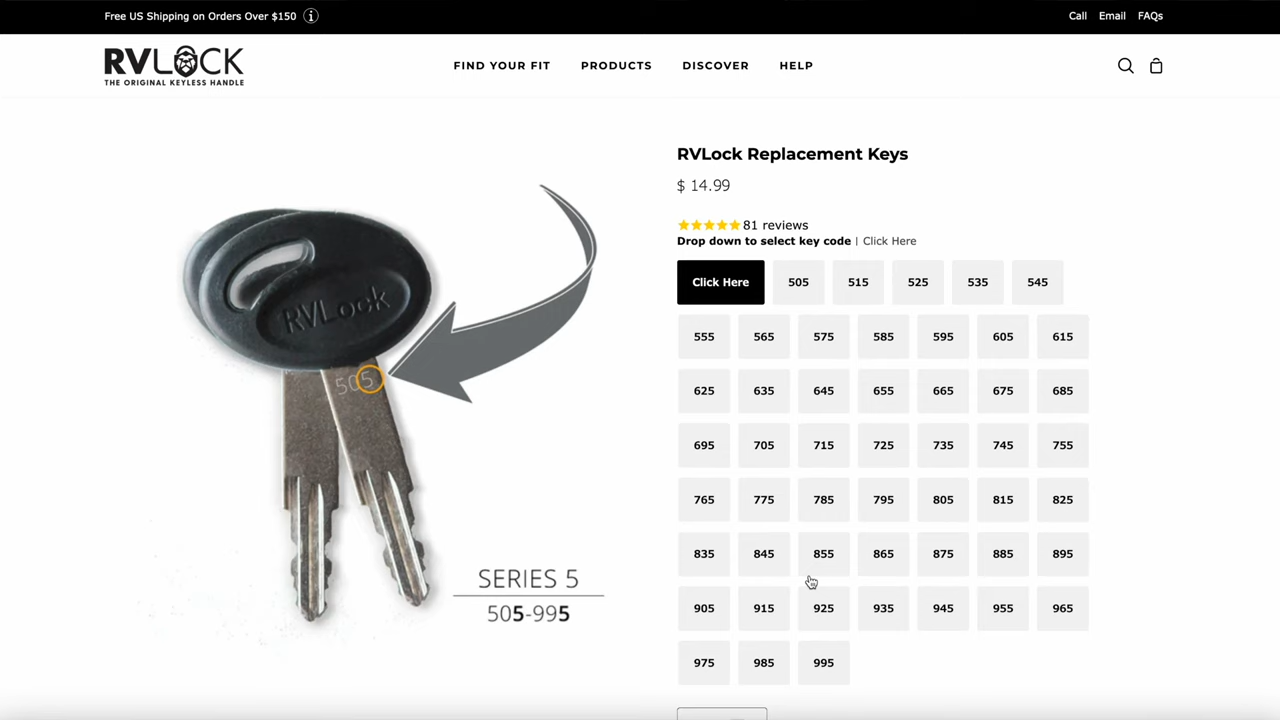 Free US Shipping on Orders Over $150
Call Email FAQs
RVLOCK
THE ORIGINAL KEYLESS HANDLE
FIND YOUR FIT PRODUCTS DISCOVER HELP
RVLock Replacement Keys
$ 14.99
81 reviews
Drop down to select key code | Click Here
Click Here 505 515 525 535 545
555 565 575 585 595 605 615
625 635 645 655 665 675 685
695 705 715 725 735 745 755
765 775 785 795 805 815 825
835 845 855 865 875 885 895
905 915 925 935 945 955 965
975 985 995
RVLock
505
SERIES 5
505-995